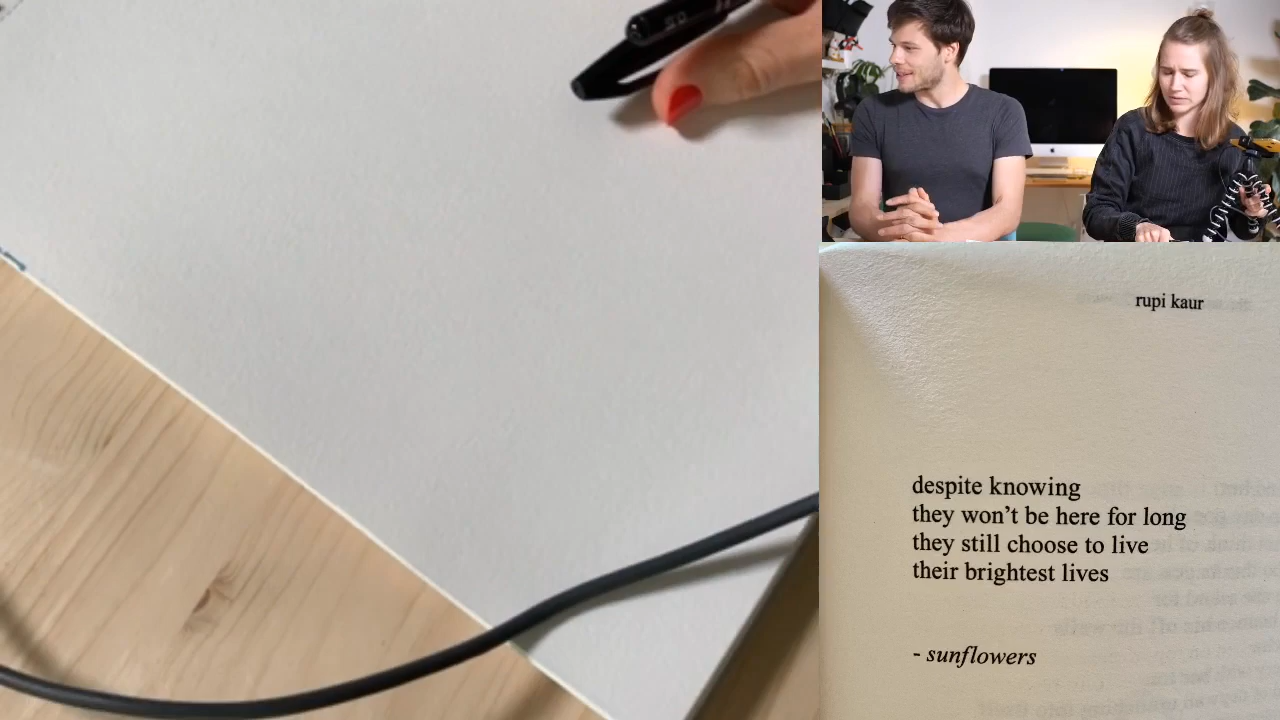 rupi kaur
despite knowing
they won't be here for long
they still choose to live
their brightest lives
- sunflowers